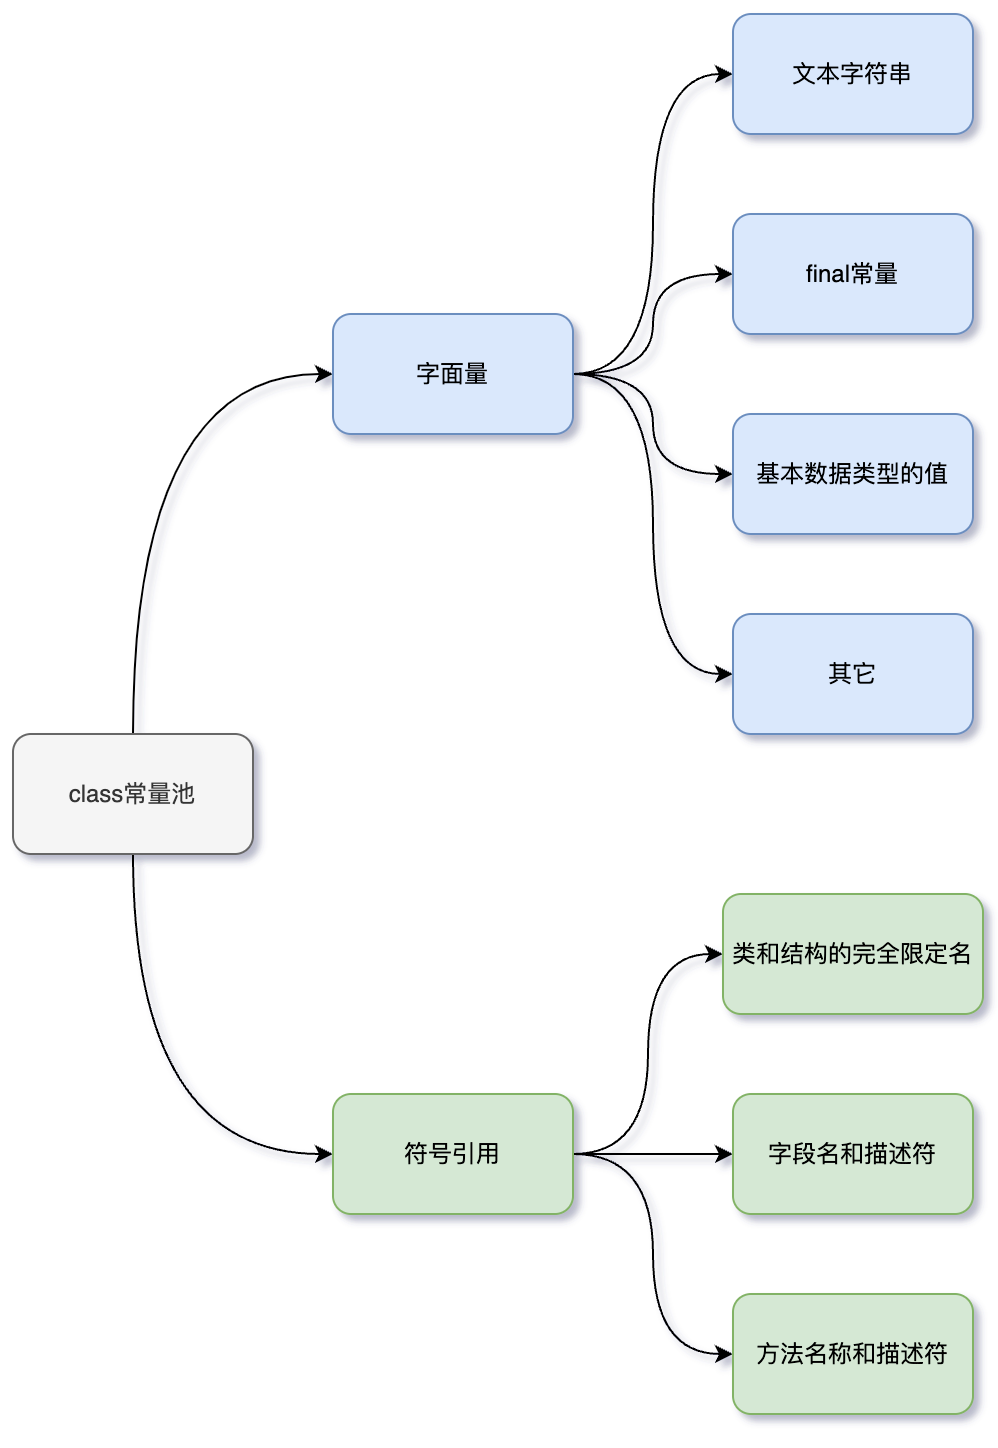 文本字符串
final常量
字面量
基本数据类型的值
其它
class常量池
类和结构的完全限定名
符号引用
字段名和描述符
方法名称和描述符